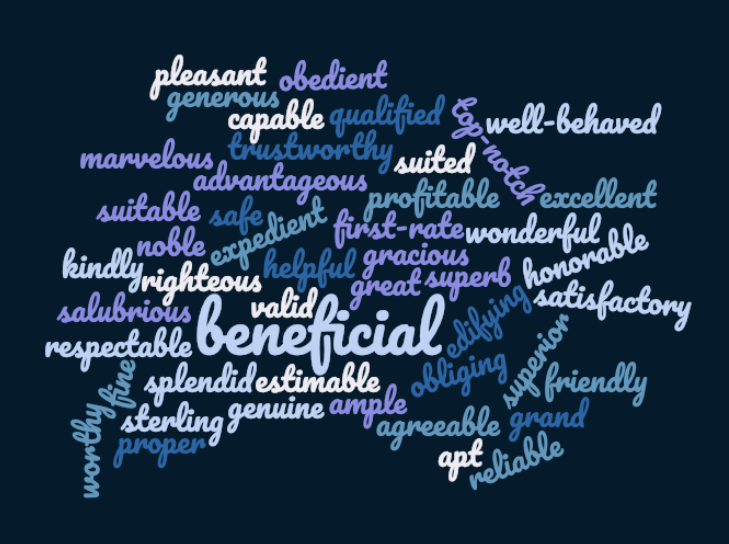 pleasant
obedient
generous
capable
qualified
top-notch
well-behaved
marvelous
trustworthy
suited
advantageous
profitable
excellent
suitable
safe
expedient
first-rate
wonderful
noble
gracious
honorable
kindly
righteous
helpful
great
superb
satisfactory
salubrious
valid
beneficial
edifying
respectable
superior
fine
splendid
estimable
obliging
friendly
worthy
sterling
genuine
ample
agreeable
grand
proper
apt
reliable